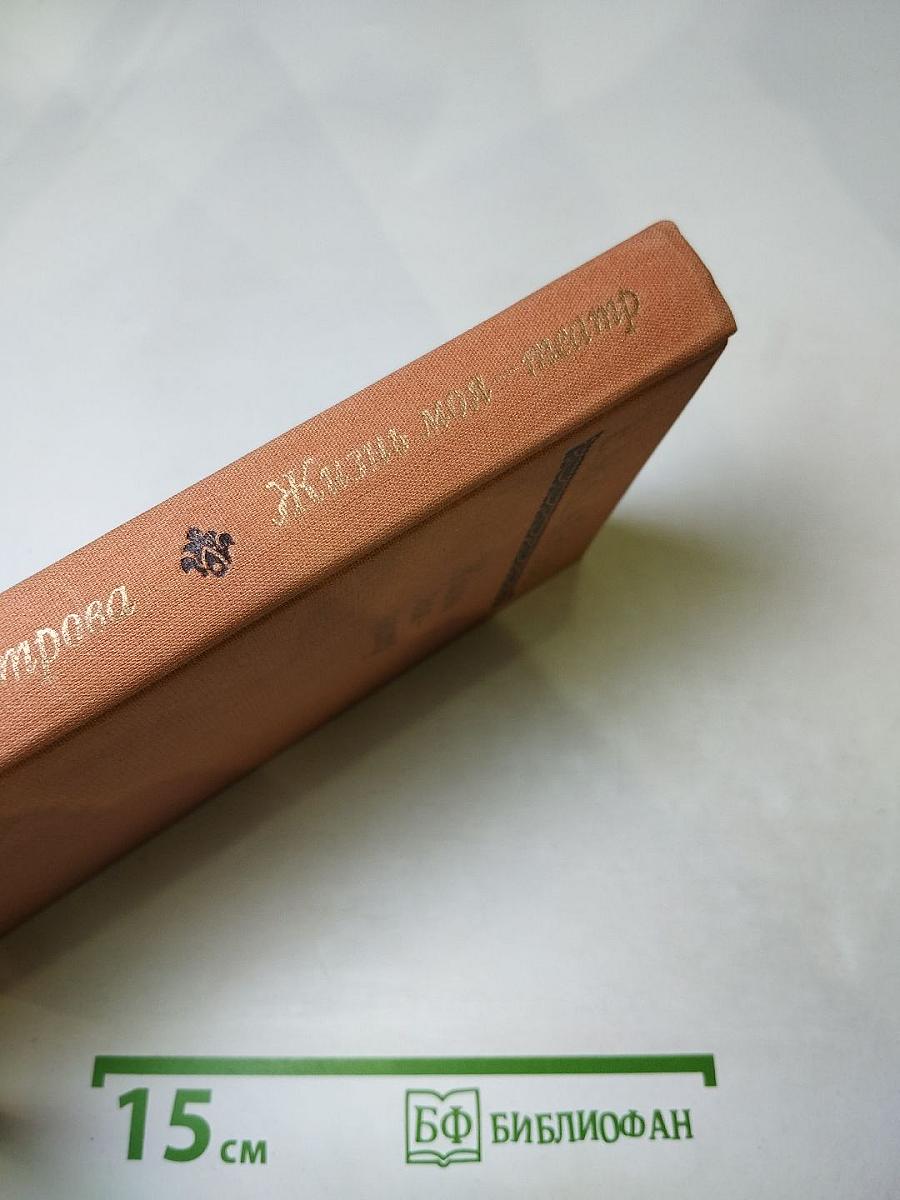 трова Жизнь моя — театр
15 см
БФ БИБЛИОФАН